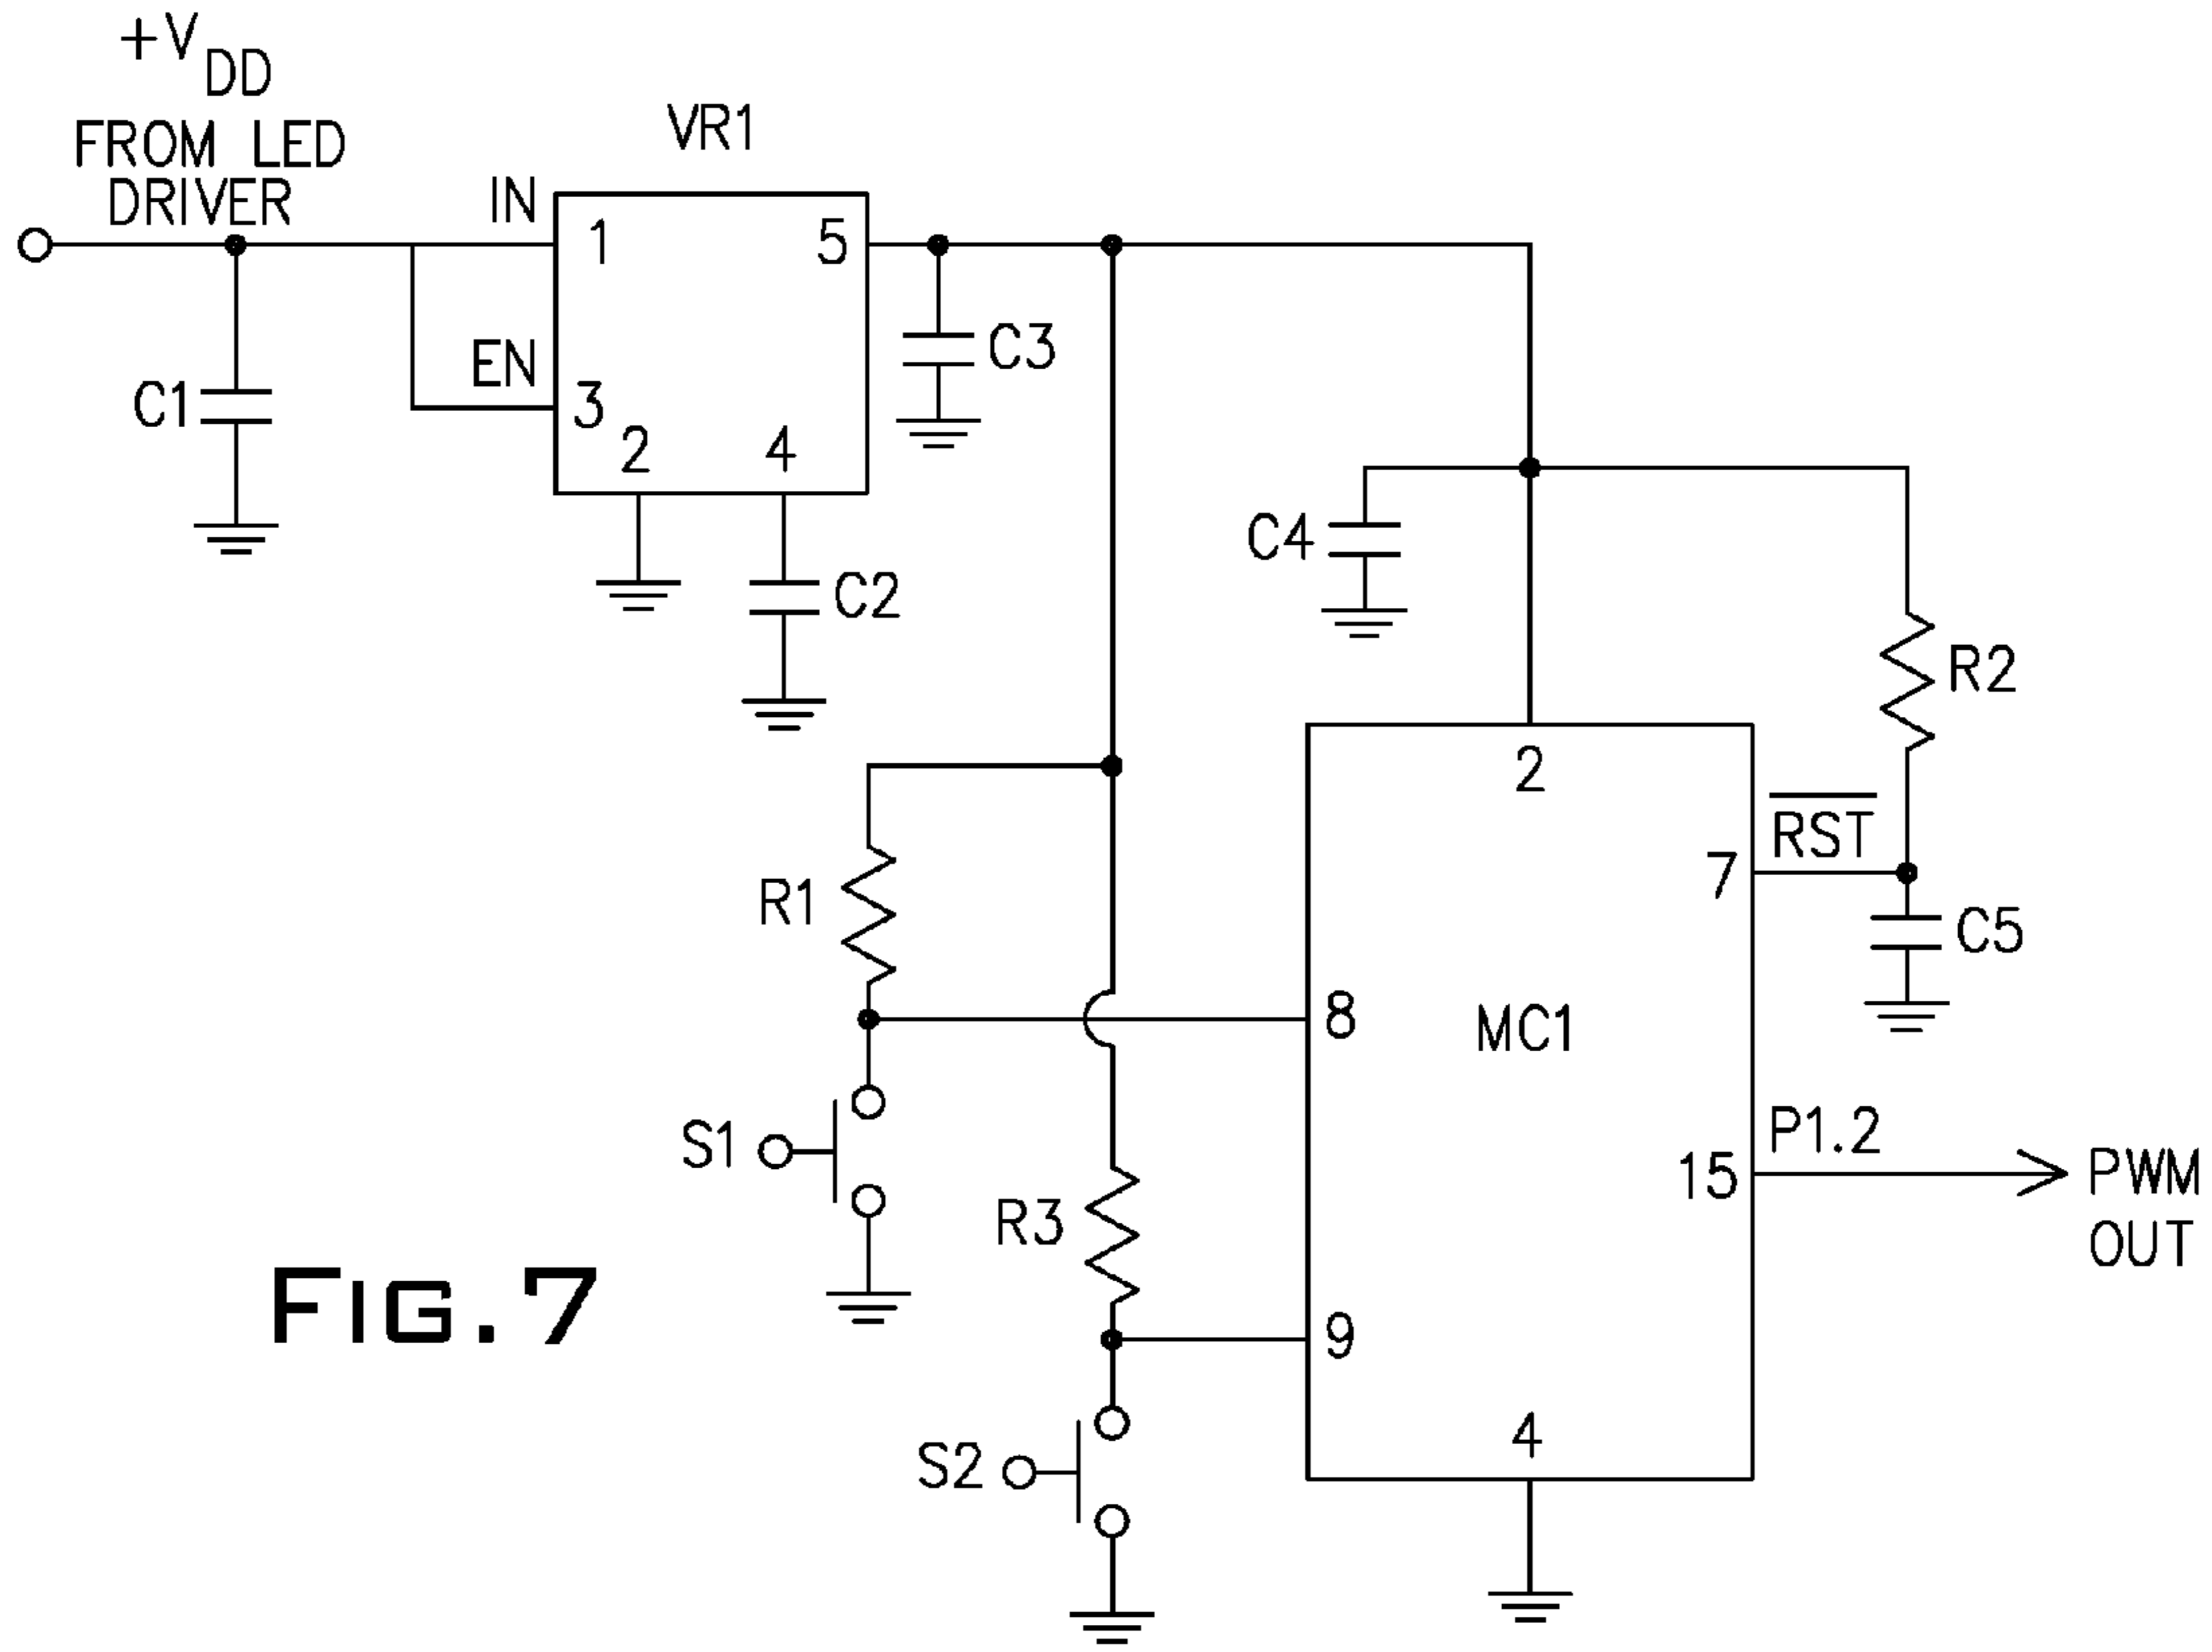 +VDD
FROM LED
DRIVER
VR1
IN
1
5
EN
3
2
4
C1
C3
C2
C4
R2
2
RST
7
C5
R1
8
MC1
S1
P1.2
15
PWM
OUT
R3
9
S2
4
FIG. 7